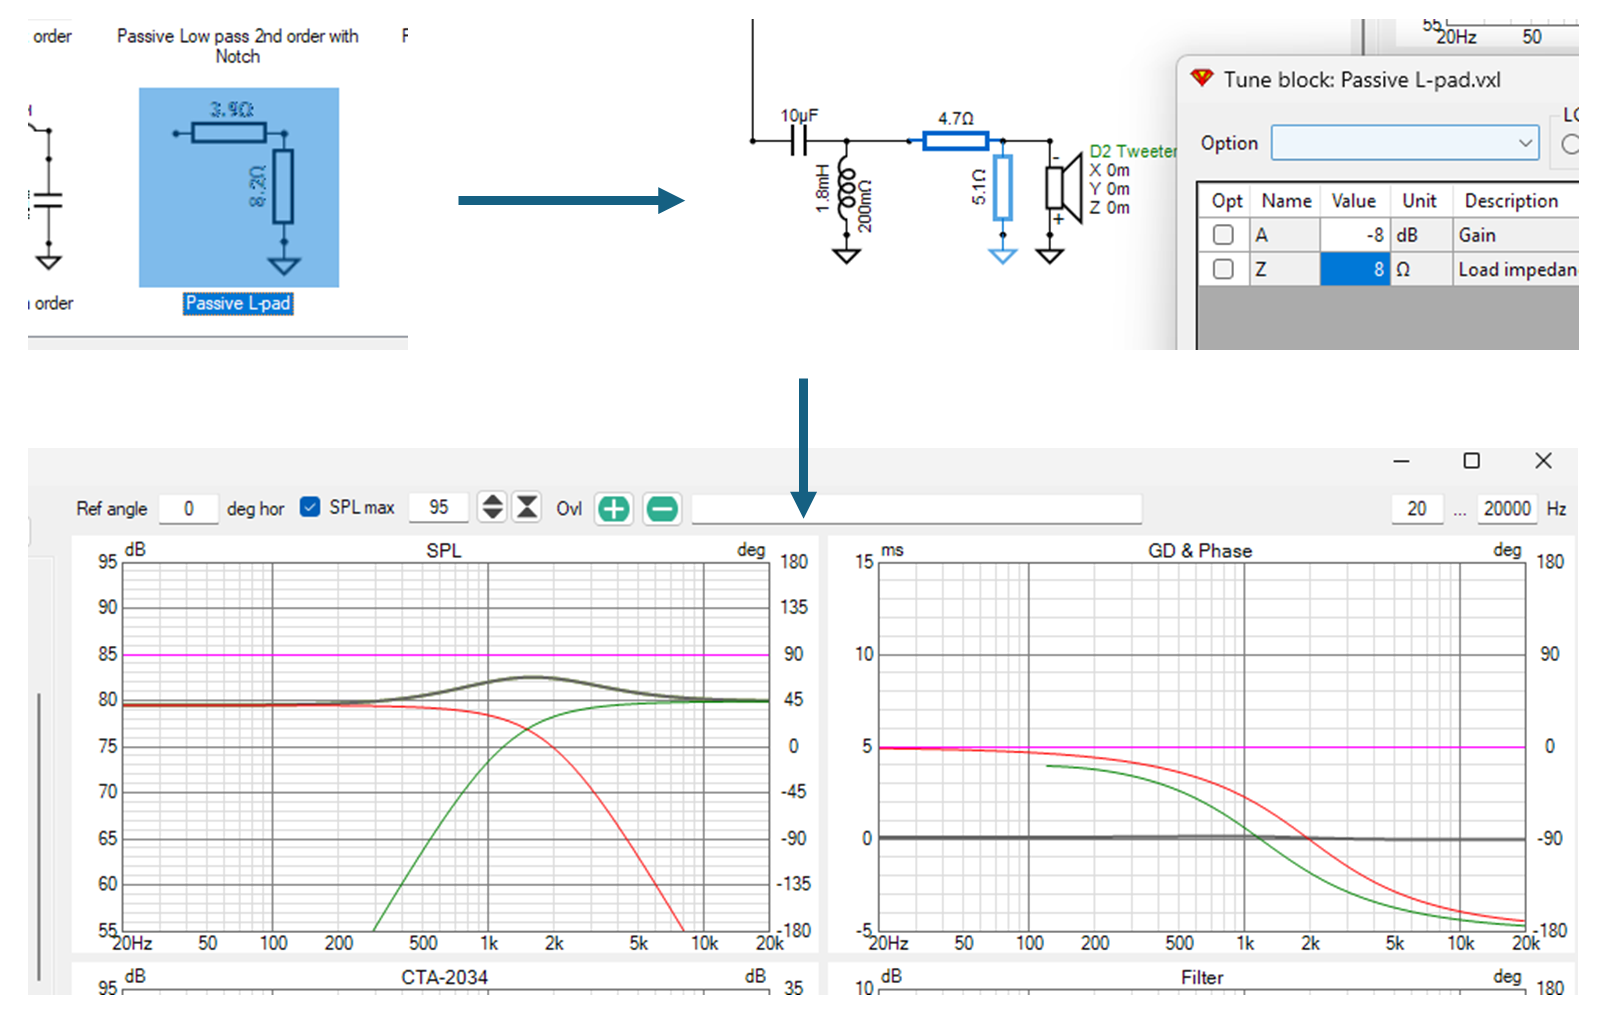 order
Passive Low pass 2nd order with
Notch
3.9Ω
8.2Ω
order
Passive L-pad
10µF
1.8mH
200mΩ
4.7Ω
5.1Ω
-
+
D2 Tweeter
X 0m
Y 0m
Z 0m
55
20Hz 50
Tune block: Passive L-pad.vxl
Option
Opt Name Value Unit Description
A -8 dB Gain
Z 8 Ω Load impedan
Ref angle 0 deg hor SPL max 95 Ovl 20 ... 20000 Hz
dB SPL deg
95 180
90 135
85 90
80 45
75 0
70 -45
65 -90
60 -135
55 -180
20Hz 50 100 200 500 1k 2k 5k 10k 20k
ms GD & Phase deg
15 180
10 90
5 0
0 -90
-5 -180
20Hz 50 100 200 500 1k 2k 5k 10k 20k
dB CTA-2034 dB
95 35
dB Filter deg
10 180